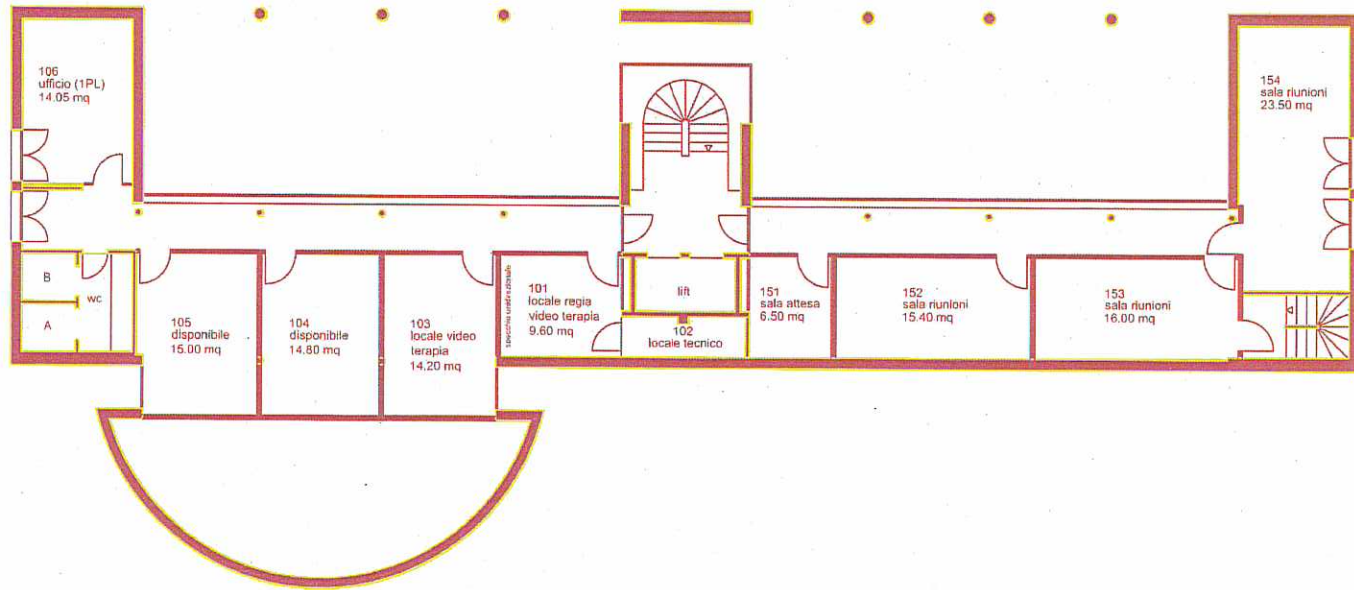 106
ufficio (1PL)
14.05 mq
154
sala riunioni
23.50 mq
B
wc
A
105
disponibile
15.00 mq
104
disponibile
14.80 mq
103
locale video
terapia
14.20 mq
specchio unidirezionale
101
locale regia
video terapia
9.60 mq
lift
102
locale tecnico
151
sala attesa
6.50 mq
152
sala riunioni
15.40 mq
153
sala riunioni
16.00 mq